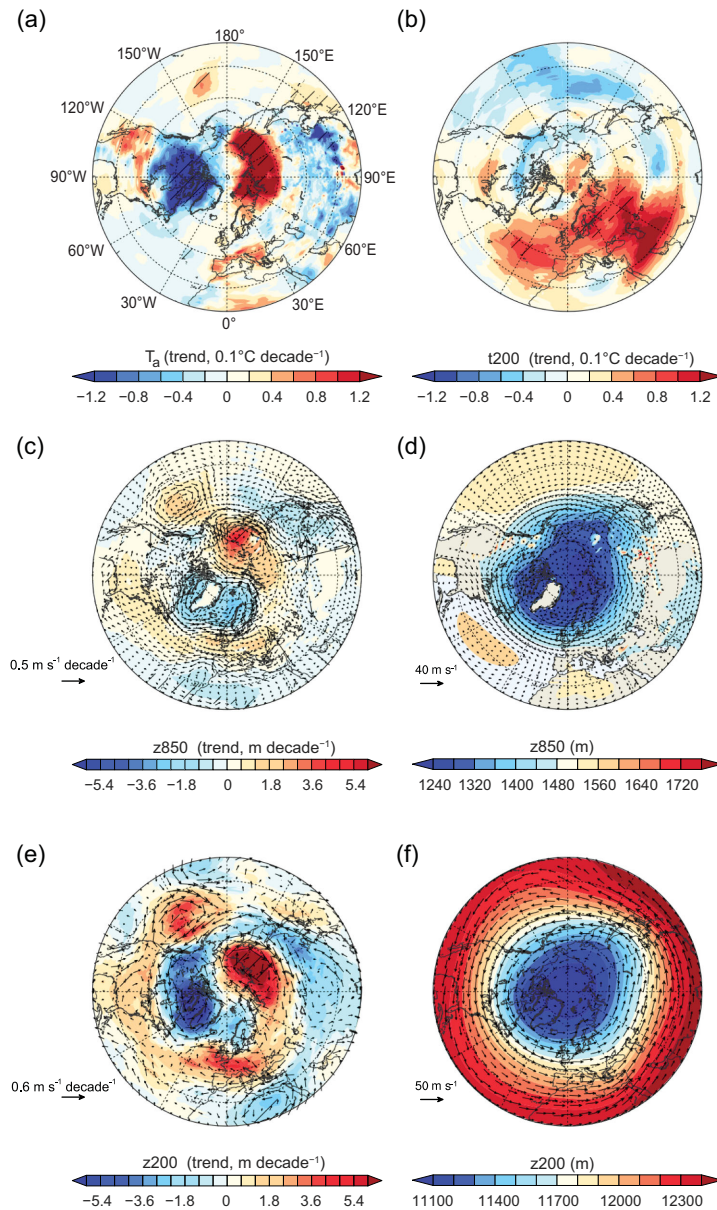 (a)
(b)
180°
150°W
150°E
120°W
120°E
90°W
90°E
60°W
60°E
30°W
30°E
0°
Tₐ (trend, 0.1°C decade⁻¹)
−1.2 −0.8 −0.4 0 0.4 0.8 1.2
t200 (trend, 0.1°C decade⁻¹)
−1.2 −0.8 −0.4 0 0.4 0.8 1.2
(c)
(d)
0.5 m s⁻¹ decade⁻¹
40 m s⁻¹
z850 (trend, m decade⁻¹)
−5.4 −3.6 −1.8 0 1.8 3.6 5.4
z850 (m)
1240 1320 1400 1480 1560 1640 1720
(e)
(f)
0.6 m s⁻¹ decade⁻¹
50 m s⁻¹
z200 (trend, m decade⁻¹)
−5.4 −3.6 −1.8 0 1.8 3.6 5.4
z200 (m)
11100 11400 11700 12000 12300